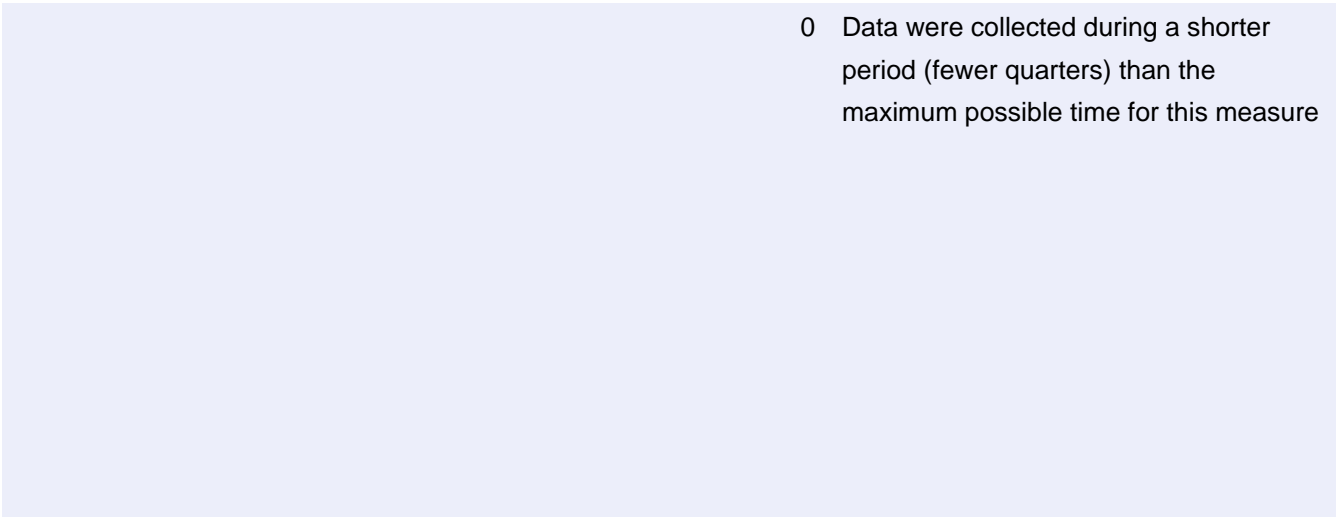 0 Data were collected during a shorter
period (fewer quarters) than the
maximum possible time for this measure